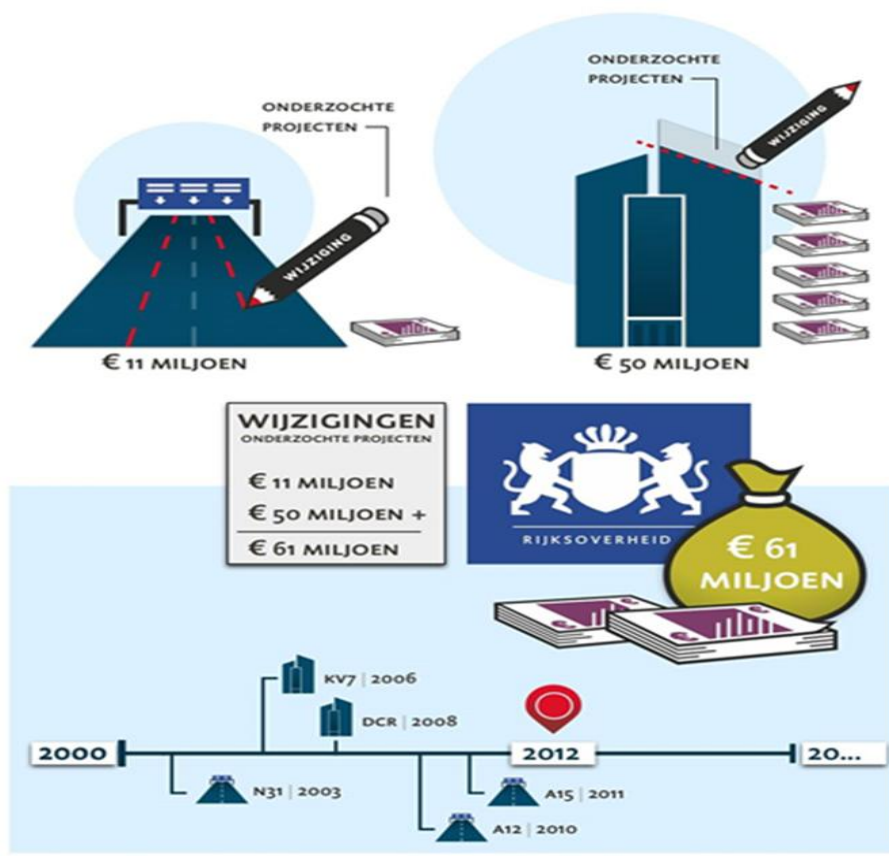 ONDERZOCHTE
PROJECTEN
WIJZIGING
€ 11 MILJOEN
ONDERZOCHTE
PROJECTEN
WIJZIGING
€ 50 MILJOEN
WIJZIGINGEN
ONDERZOCHTE PROJECTEN
€ 11 MILJOEN
€ 50 MILJOEN +
€ 61 MILJOEN
RIJKSOVERHEID
€ 61
MILJOEN
KV7 | 2006
DCR | 2008
2000
2012
20...
N31 | 2003
A15 | 2011
A12 | 2010